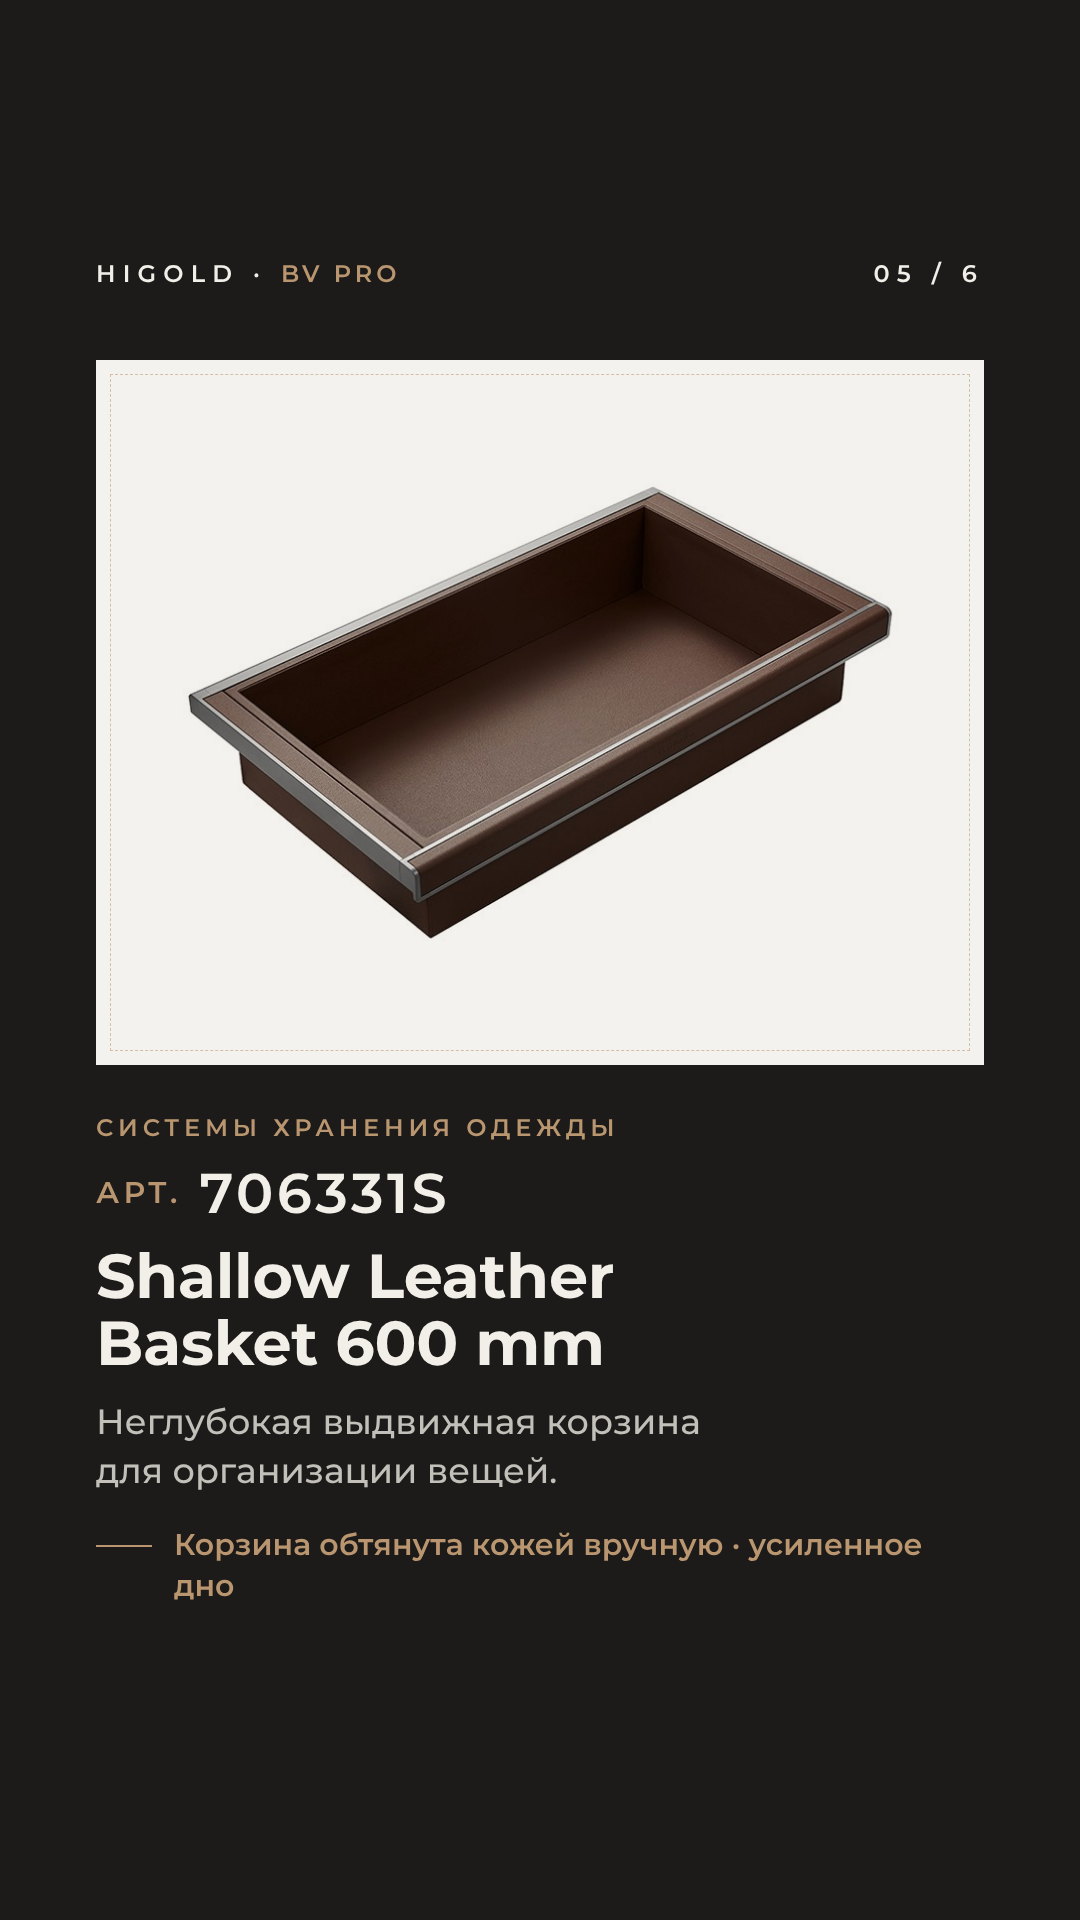 HIGOLD · BV PRO
05 / 6
СИСТЕМЫ ХРАНЕНИЯ ОДЕЖДЫ
АРТ. 706331S
Shallow Leather
Basket 600 mm
Неглубокая выдвижная корзина
для организации вещей.
Корзина обтянута кожей вручную · усиленное
дно